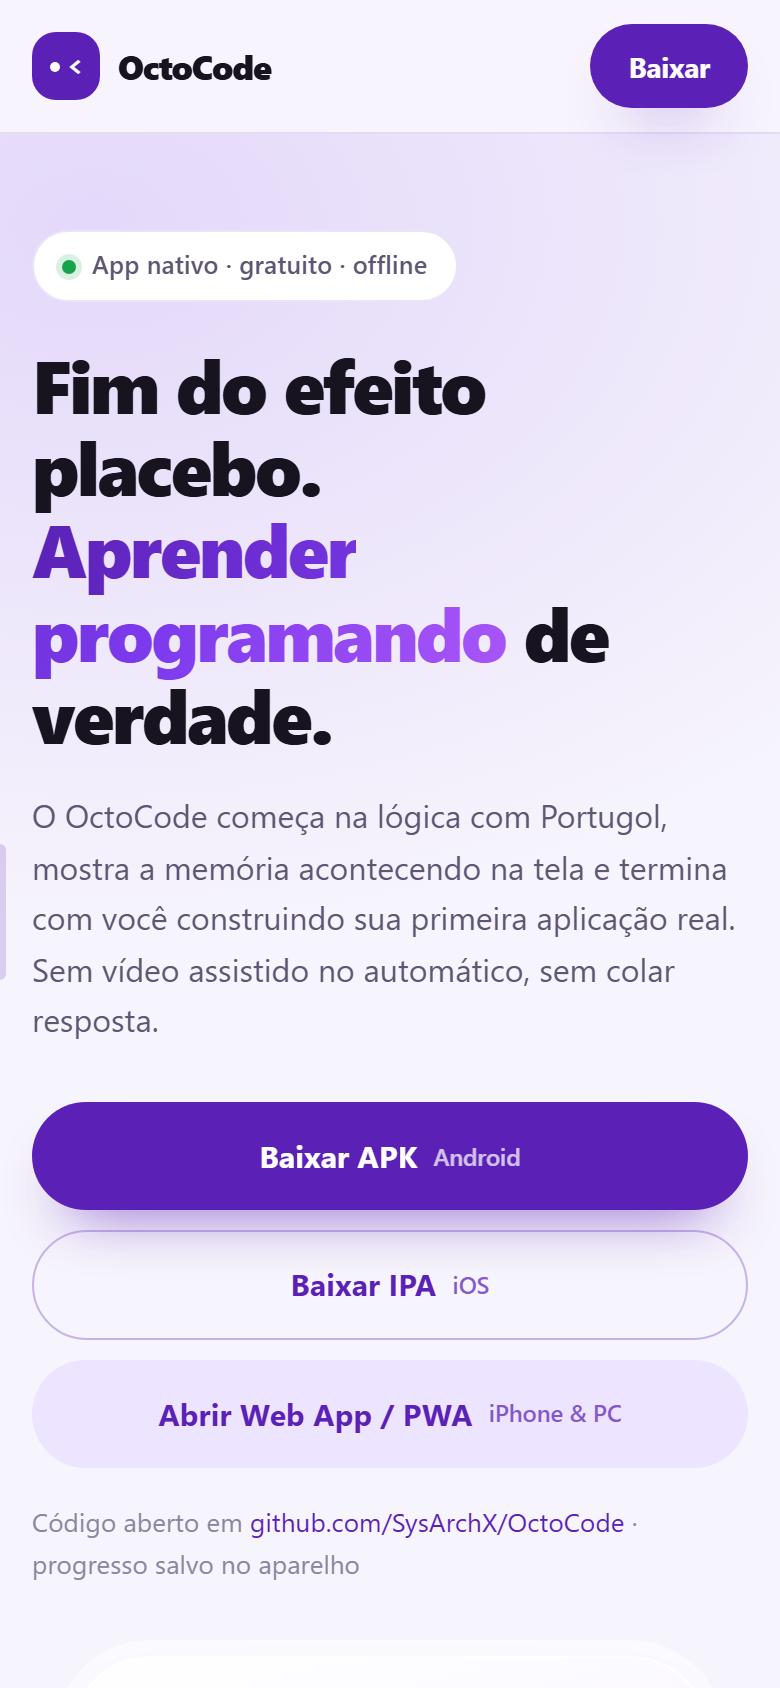 OctoCode
Baixar
App nativo · gratuito · offline
Fim do efeito
placebo.
Aprender
programando de
verdade.
O OctoCode começa na lógica com Portugol,
mostra a memória acontecendo na tela e termina
com você construindo sua primeira aplicação real.
Sem vídeo assistido no automático, sem colar
resposta.
Baixar APK Android
Baixar IPA iOS
Abrir Web App / PWA iPhone & PC
Código aberto em github.com/SysArchX/OctoCode ·
progresso salvo no aparelho